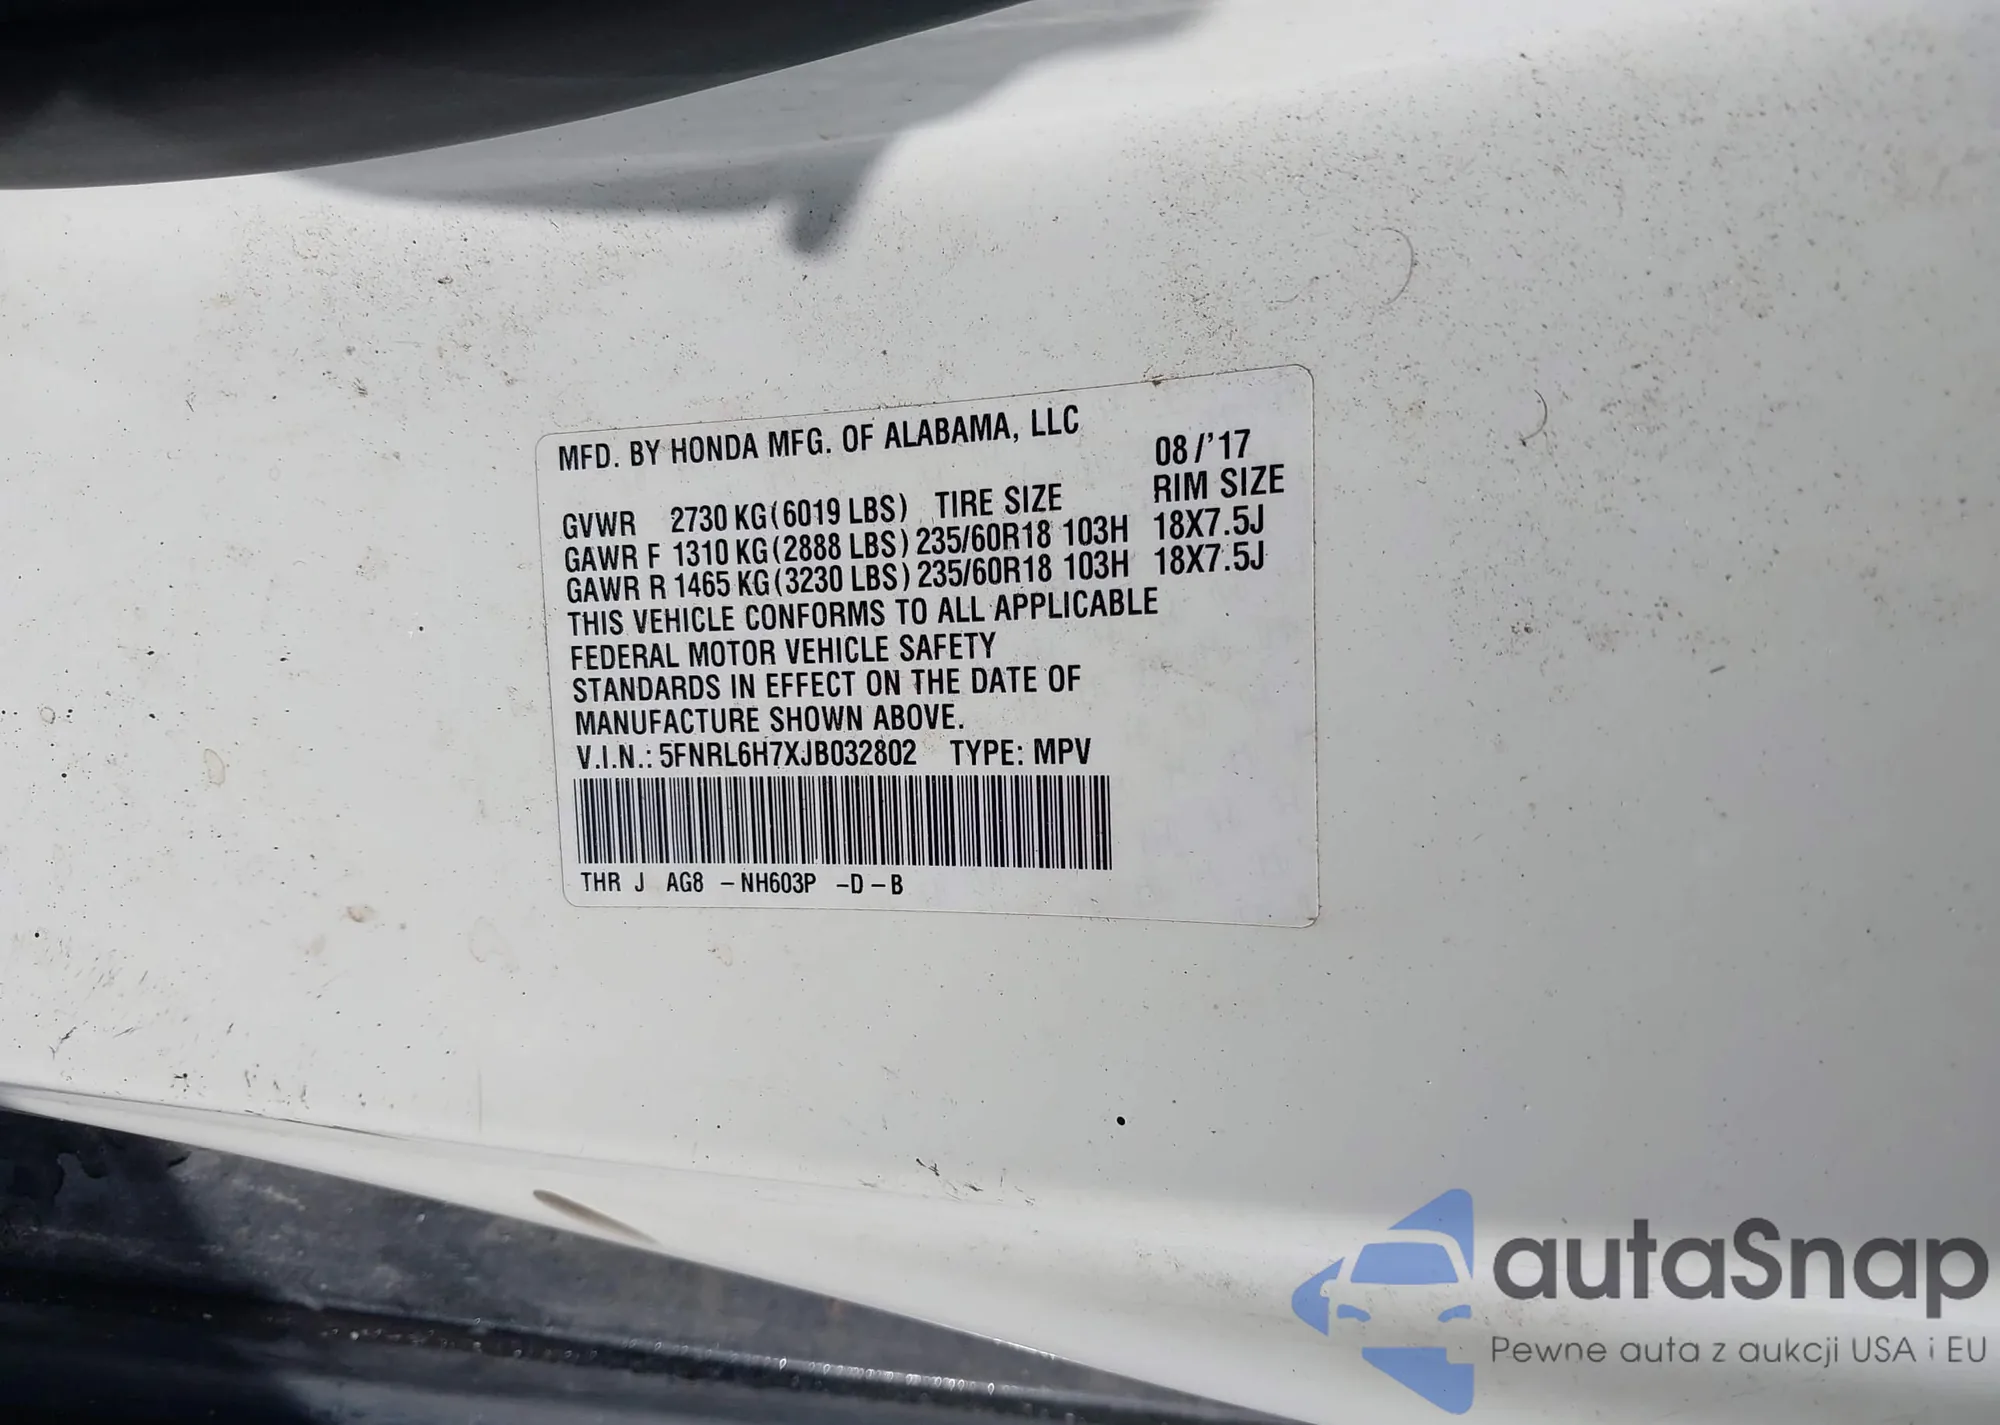 MFD. BY HONDA MFG. OF ALABAMA, LLC
08/'17
GVWR 2730 KG (6019 LBS) TIRE SIZE RIM SIZE
GAWR F 1310 KG (2888 LBS) 235/60R18 103H 18X7.5J
GAWR R 1465 KG (3230 LBS) 235/60R18 103H 18X7.5J
THIS VEHICLE CONFORMS TO ALL APPLICABLE
FEDERAL MOTOR VEHICLE SAFETY
STANDARDS IN EFFECT ON THE DATE OF
MANUFACTURE SHOWN ABOVE.
V.I.N.: 5FNRL6H7XJB032802 TYPE: MPV
THR J AG8 -NH603P -D-B
autaSnap
Pewne auta z aukcji USA i EU